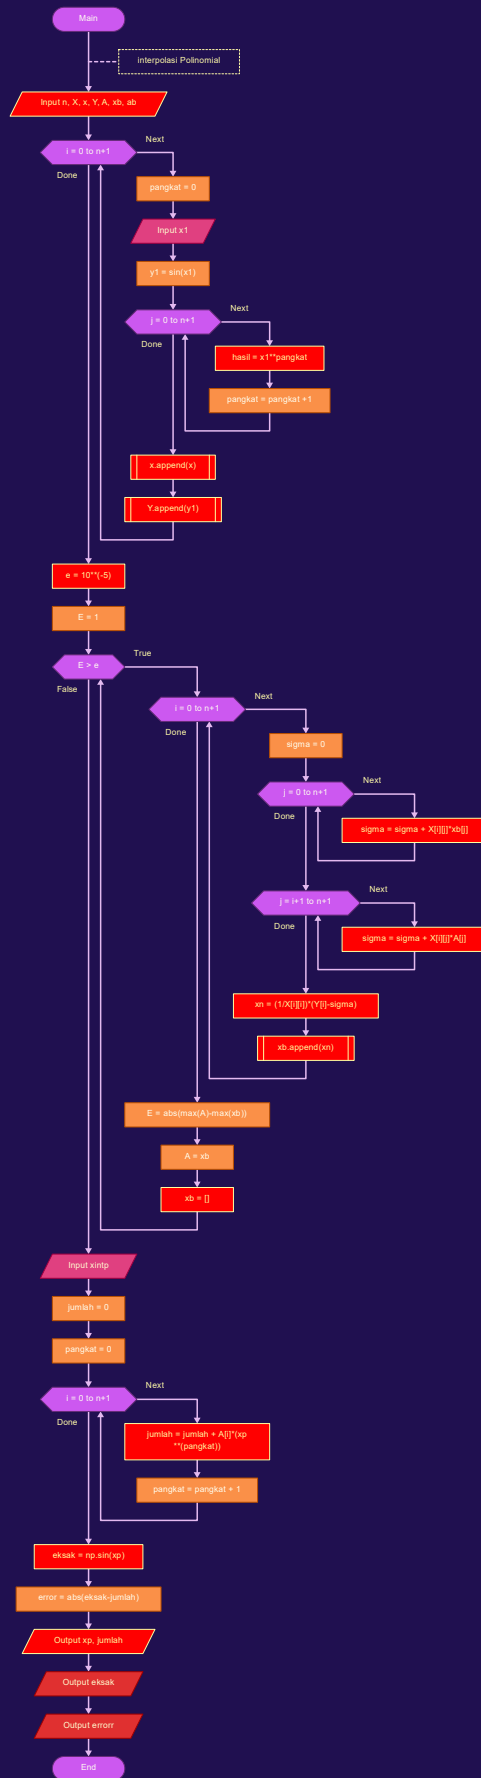 Main
interpolasi Polinomial
Input n, X, x, Y, A, xb, ab
i = 0 to n+1
Next
Done
pangkat = 0
Input x1
y1 = sin(x1)
j = 0 to n+1
Next
Done
hasil = x1**pangkat
pangkat = pangkat +1
x.append(x)
Y.append(y1)
e = 10**(-5)
E = 1
E > e
True
False
i = 0 to n+1
Next
Done
sigma = 0
j = 0 to n+1
Next
Done
sigma = sigma + X[i][j]*xb[j]
j = i+1 to n+1
Next
Done
sigma = sigma + X[i][j]*A[j]
xn = (1/X[i][i])*(Y[i]-sigma)
xb.append(xn)
E = abs(max(A)-max(xb))
A = xb
xb = []
Input xintp
jumlah = 0
pangkat = 0
i = 0 to n+1
Next
Done
jumlah = jumlah + A[i]*(xp
**(pangkat))
pangkat = pangkat + 1
eksak = np.sin(xp)
error = abs(eksak-jumlah)
Output xp, jumlah
Output eksak
Output errorr
End